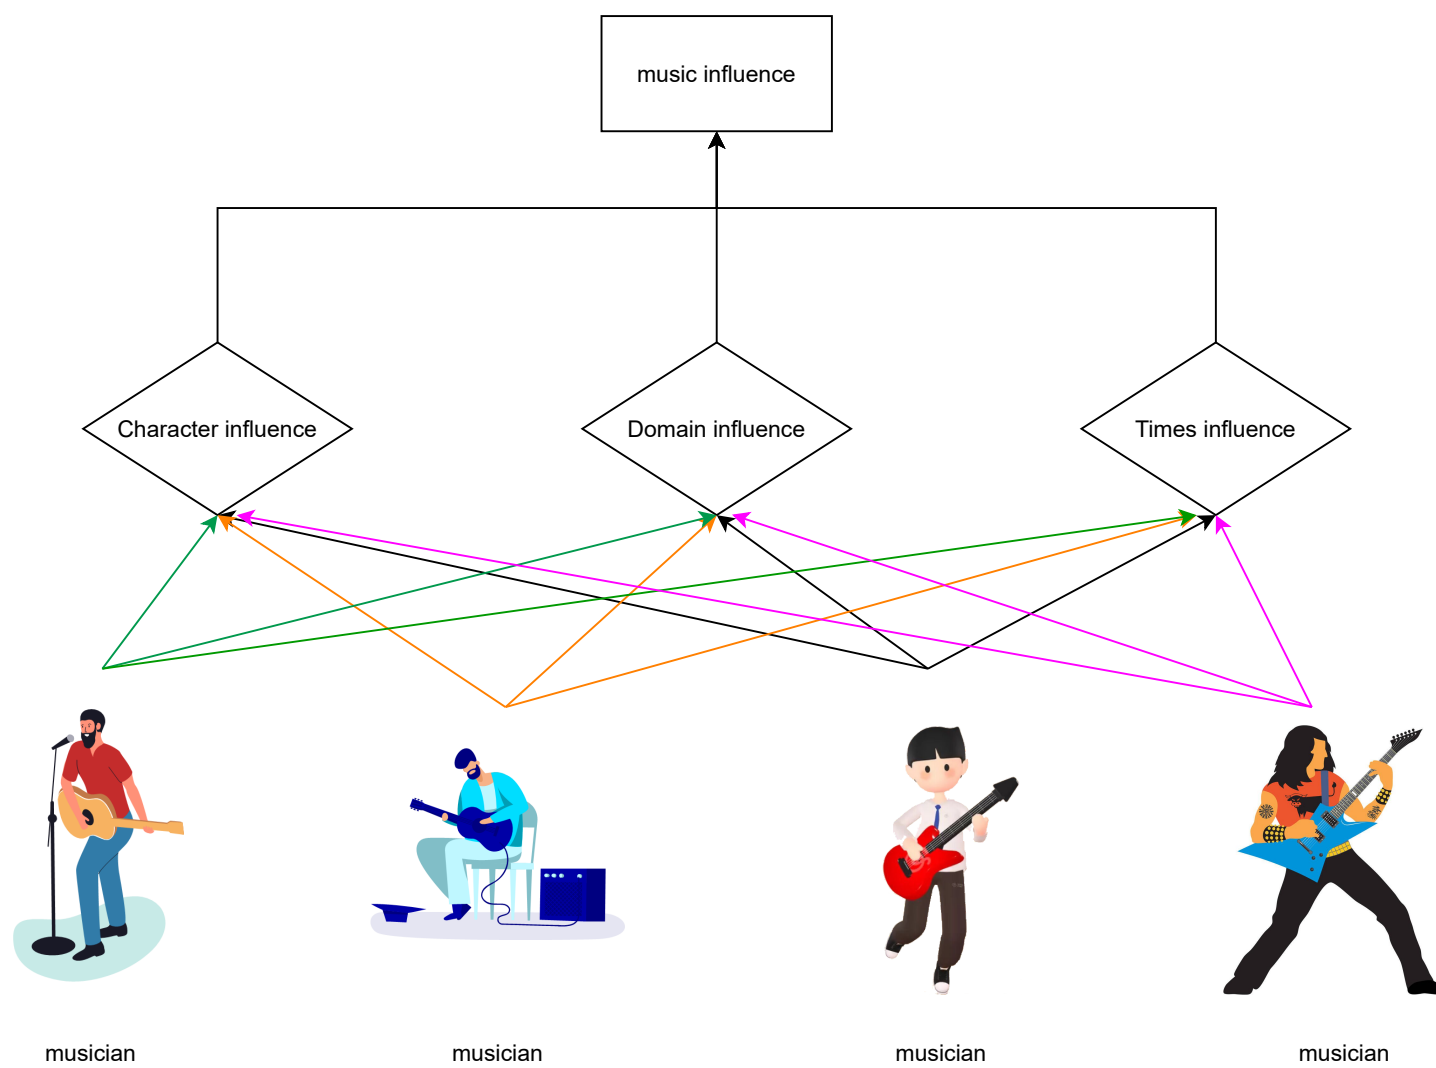 music influence
Character influence
Domain influence
Times influence
musician
musician
musician
musician